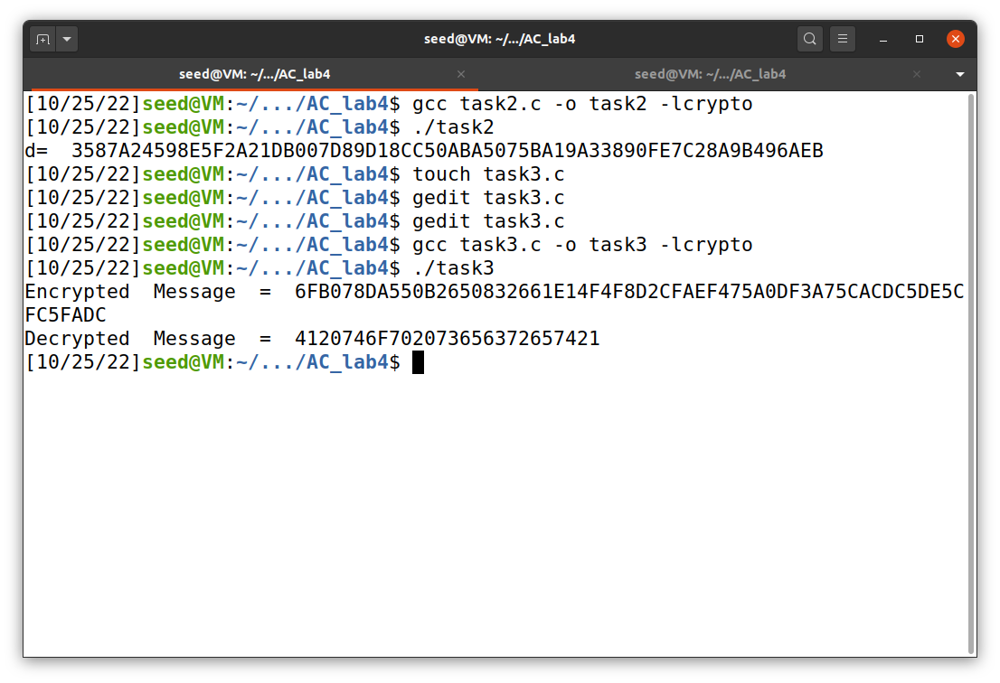 seed@VM: ~/.../AC_lab4
seed@VM: ~/.../AC_lab4 seed@VM: ~/.../AC_lab4
[10/25/22]seed@VM:~/.../AC_lab4$ gcc task2.c -o task2 -lcrypto
[10/25/22]seed@VM:~/.../AC_lab4$ ./task2
d=  3587A24598E5F2A21DB007D89D18CC50ABA5075BA19A33890FE7C28A9B496AEB
[10/25/22]seed@VM:~/.../AC_lab4$ touch task3.c
[10/25/22]seed@VM:~/.../AC_lab4$ gedit task3.c
[10/25/22]seed@VM:~/.../AC_lab4$ gedit task3.c
[10/25/22]seed@VM:~/.../AC_lab4$ gcc task3.c -o task3 -lcrypto
[10/25/22]seed@VM:~/.../AC_lab4$ ./task3
Encrypted  Message  =  6FB078DA550B2650832661E14F4F8D2CFAEF475A0DF3A75CACDC5DE5C
FC5FADC
Decrypted  Message  =  4120746F702073656372657421
[10/25/22]seed@VM:~/.../AC_lab4$